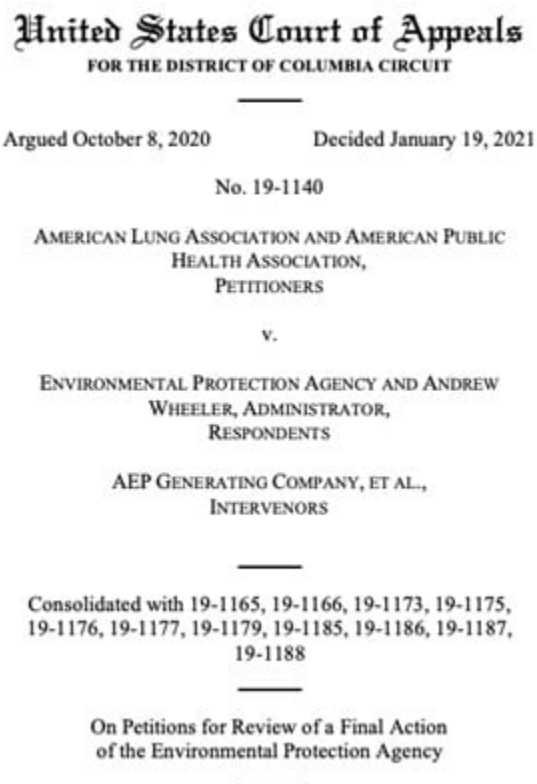 United States Court of Appeals
FOR THE DISTRICT OF COLUMBIA CIRCUIT
Argued October 8, 2020 Decided January 19, 2021
No. 19-1140
AMERICAN LUNG ASSOCIATION AND AMERICAN PUBLIC
HEALTH ASSOCIATION,
PETITIONERS
v.
ENVIRONMENTAL PROTECTION AGENCY AND ANDREW
WHEELER, ADMINISTRATOR,
RESPONDENTS
AEP GENERATING COMPANY, ET AL.,
INTERVENORS
Consolidated with 19-1165, 19-1166, 19-1173, 19-1175,
19-1176, 19-1177, 19-1179, 19-1185, 19-1186, 19-1187,
19-1188
On Petitions for Review of a Final Action
of the Environmental Protection Agency